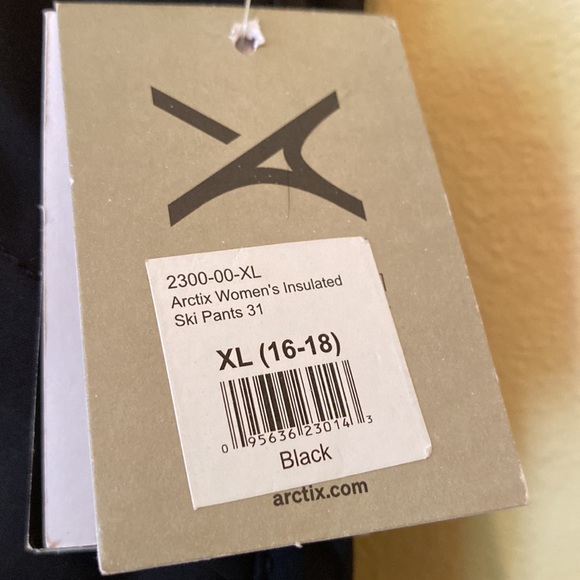 2300-00-XL
Arctix Women's Insulated
Ski Pants 31
XL (16-18)
0 95636 23014 3
Black
arctix.com